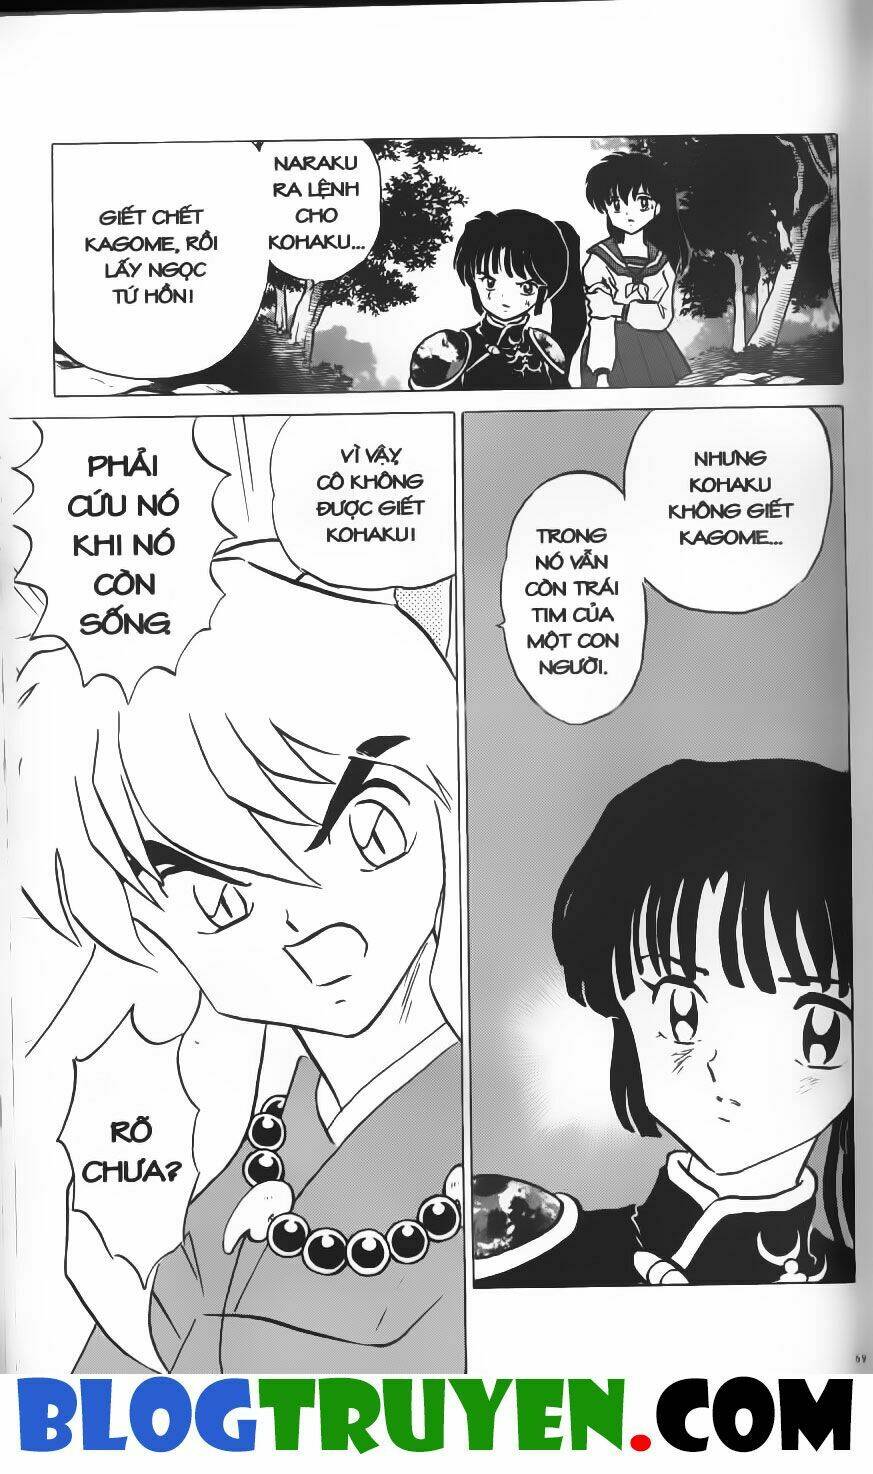 NARAKU
RA LỆNH
CHO
KOHAKU...
GIẾT CHẾT
KAGOME, RỒI
LẤY NGỌC
TỨ HỒN!
NHƯNG
KOHAKU
KHÔNG GIẾT
KAGOME...
TRONG
NÓ VẪN
CÒN TRÁI
TIM CỦA
MỘT CON
NGƯỜI.
VÌ VẬY,
CÔ KHÔNG
ĐƯỢC GIẾT
KOHAKU!
PHẢI
CỨU NÓ
KHI NÓ
CÒN
SỐNG.
RÕ
CHƯA?
69
BLOGTRUYEN.COM